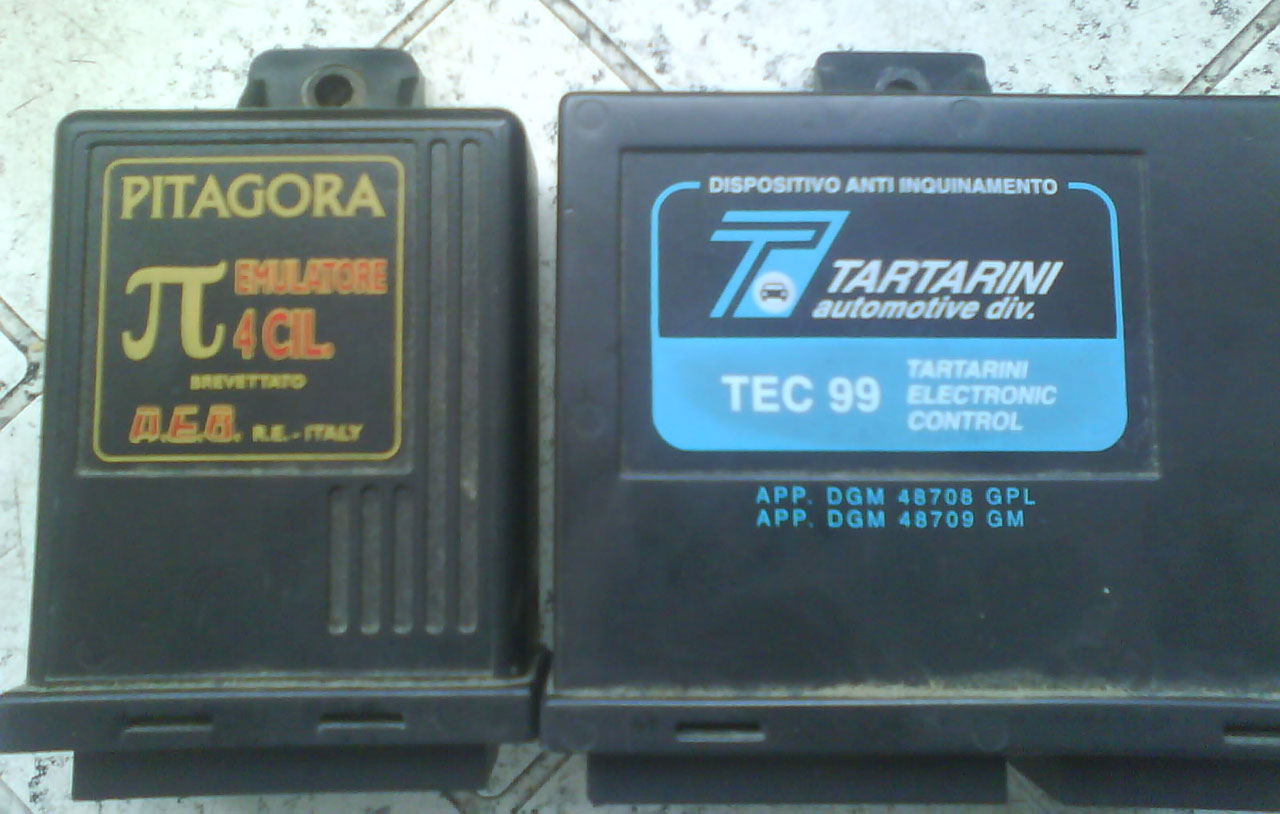 PITAGORA
π EMULATORE
4 CIL.
BREVETTATO
A.E.B. R.E.-ITALY
DISPOSITIVO ANTI INQUINAMENTO
TARTARINI
automotive div.
TEC 99
TARTARINI
ELECTRONIC
CONTROL
APP. DGM 48708 GPL
APP. DGM 48709 GM